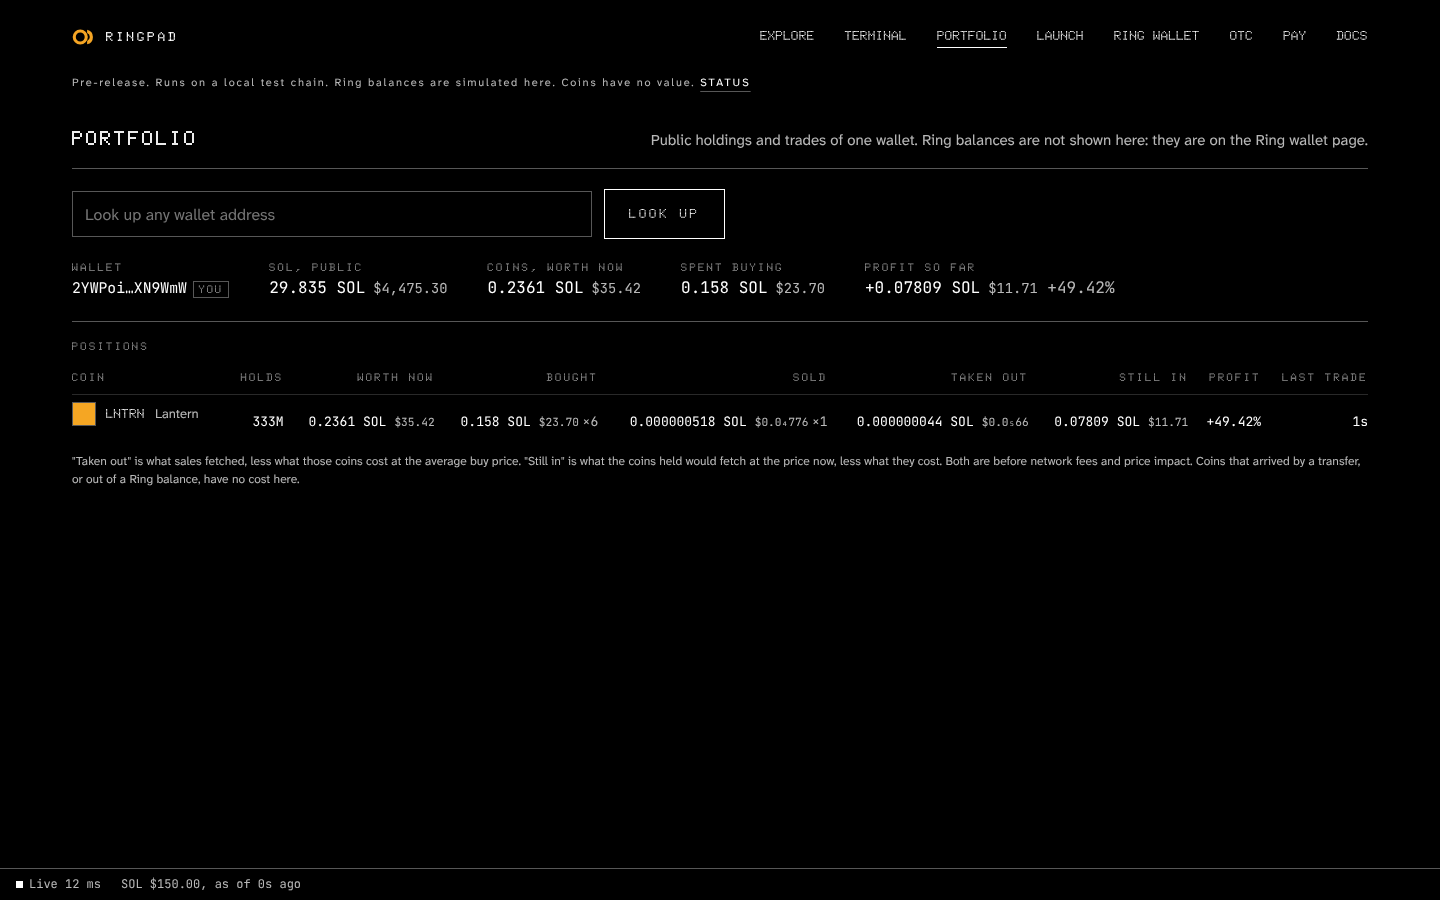 RINGPAD
EXPLORE TERMINAL PORTFOLIO LAUNCH RING WALLET OTC PAY DOCS
Pre-release. Runs on a local test chain. Ring balances are simulated here. Coins have no value. STATUS
PORTFOLIO
Public holdings and trades of one wallet. Ring balances are not shown here: they are on the Ring wallet page.
Look up any wallet address
LOOK UP
WALLET SOL, PUBLIC COINS, WORTH NOW SPENT BUYING PROFIT SO FAR
2YWPoi…XN9WmW YOU 29.835 SOL $4,475.30 0.2361 SOL $35.42 0.158 SOL $23.70 +0.07809 SOL $11.71 +49.42%
POSITIONS
COIN HOLDS WORTH NOW BOUGHT SOLD TAKEN OUT STILL IN PROFIT LAST TRADE
LNTRN Lantern 333M 0.2361 SOL $35.42 0.158 SOL $23.70 ×6 0.000000518 SOL $0.0₄776 ×1 0.000000044 SOL $0.0₅66 0.07809 SOL $11.71 +49.42% 1s
"Taken out" is what sales fetched, less what those coins cost at the average buy price. "Still in" is what the coins held would fetch at the price now, less what they cost. Both are before network fees and price impact. Coins that arrived by a transfer,
or out of a Ring balance, have no cost here.
Live 12 ms SOL $150.00, as of 0s ago